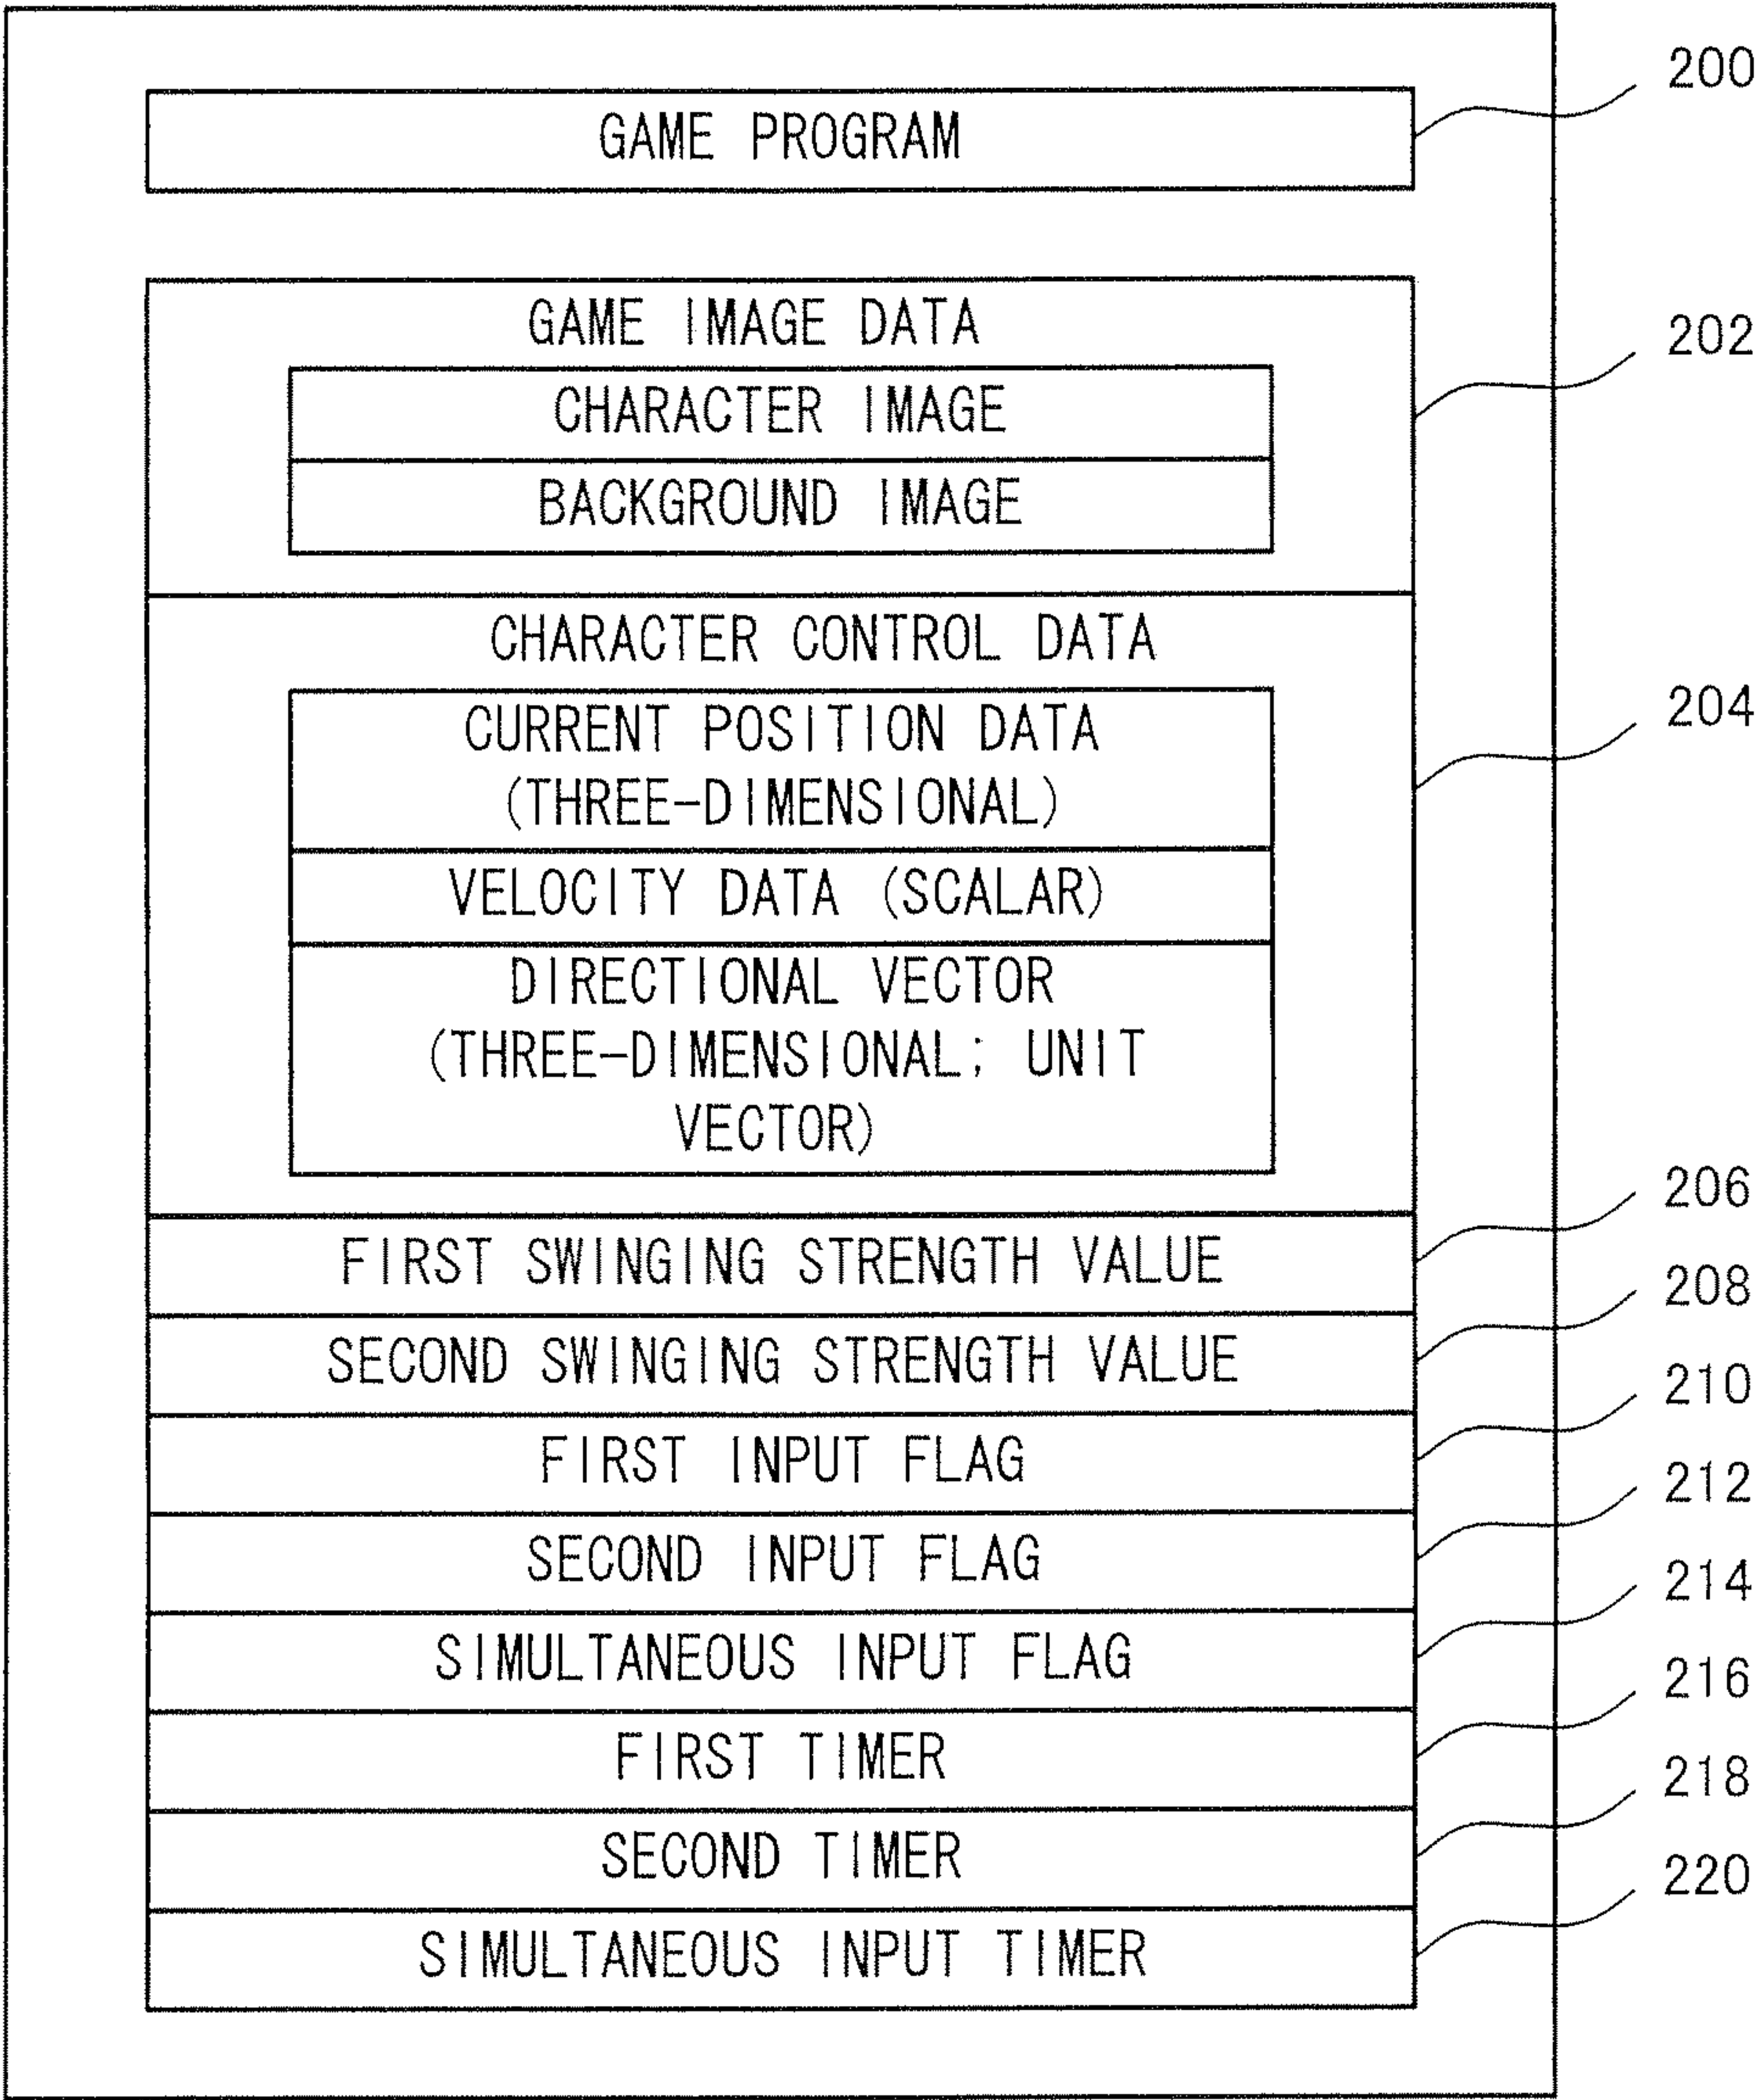 GAME PROGRAM
200
GAME IMAGE DATA
202
CHARACTER IMAGE
BACKGROUND IMAGE
CHARACTER CONTROL DATA
204
CURRENT POSITION DATA
(THREE-DIMENSIONAL)
VELOCITY DATA (SCALAR)
DIRECTIONAL VECTOR
(THREE-DIMENSIONAL; UNIT
VECTOR)
206
FIRST SWINGING STRENGTH VALUE
208
SECOND SWINGING STRENGTH VALUE
210
FIRST INPUT FLAG
212
SECOND INPUT FLAG
214
SIMULTANEOUS INPUT FLAG
216
FIRST TIMER
218
SECOND TIMER
220
SIMULTANEOUS INPUT TIMER